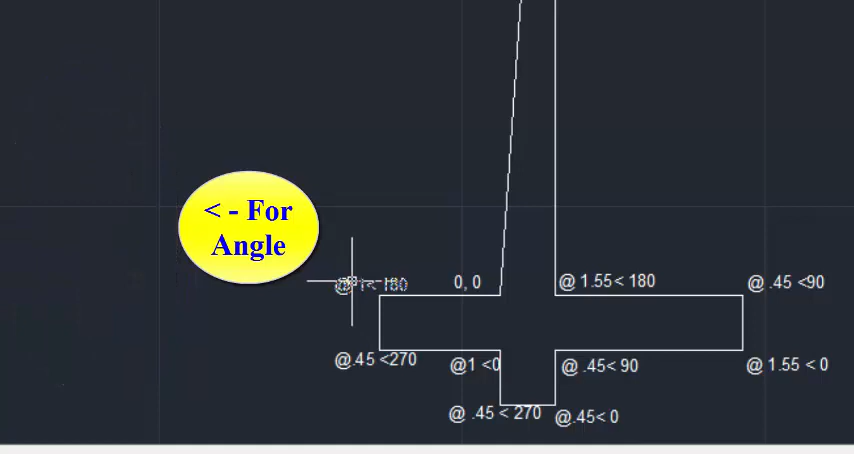 < - For
Angle
0, 0
@ 1.55< 180
@ .45 <90
@.45 <270
@1 <0
@ .45< 90
@ 1.55 < 0
@ .45 < 270
@ .45< 0